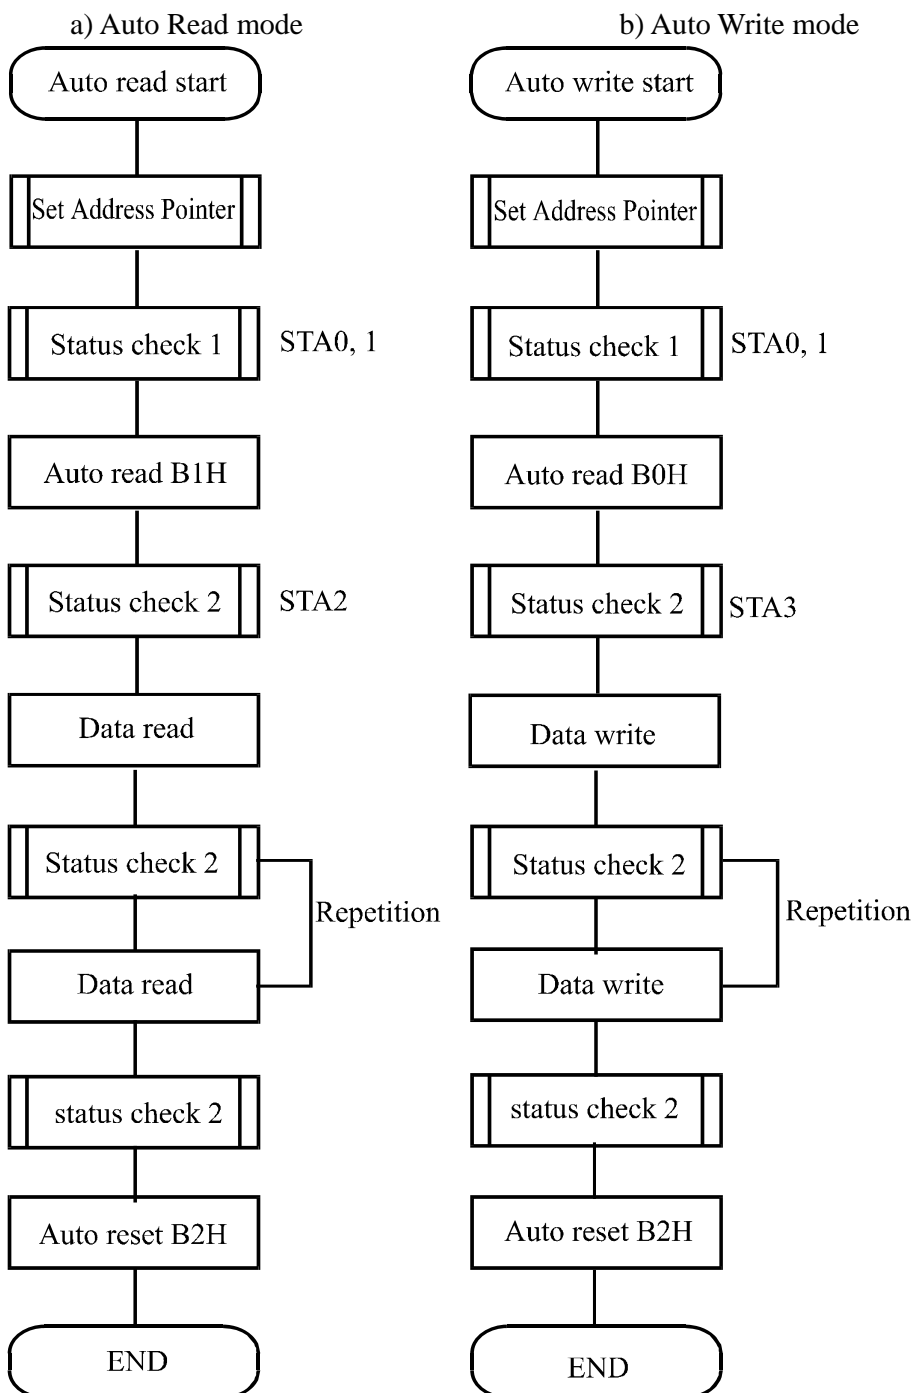 a) Auto Read mode
Auto read start
Set Address Pointer
Status check 1
STA0, 1
Auto read B1H
Status check 2
STA2
Data read
Status check 2
Repetition
Data read
status check 2
Auto reset B2H
END
b) Auto Write mode
Auto write start
Set Address Pointer
Status check 1
STA0, 1
Auto read B0H
Status check 2
STA3
Data write
Status check 2
Repetition
Data write
status check 2
Auto reset B2H
END